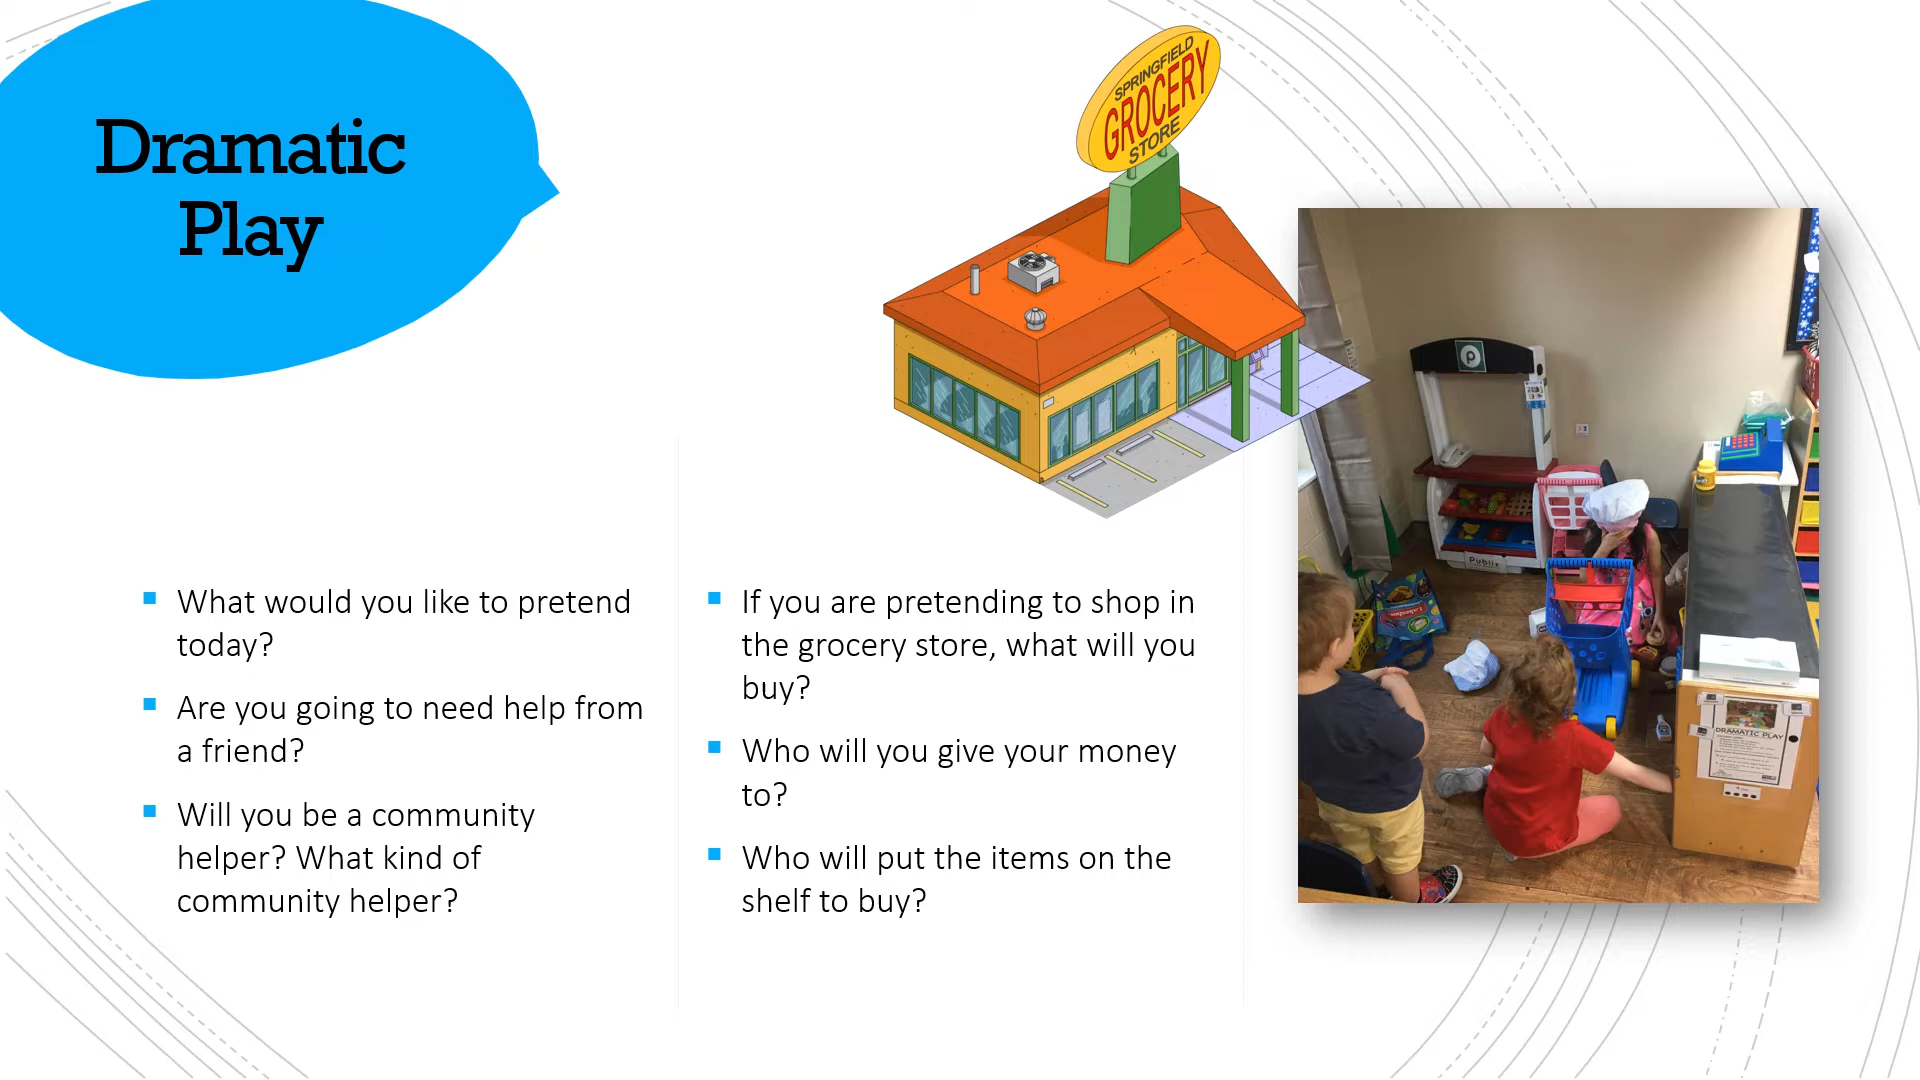 Dramatic
Play
SPRINGFIELD
GROCERY
STORE
What would you like to pretend
today?
Are you going to need help from
a friend?
Will you be a community
helper? What kind of
community helper?
If you are pretending to shop in
the grocery store, what will you
buy?
Who will you give your money
to?
Who will put the items on the
shelf to buy?
Publix
DRAMATIC PLAY